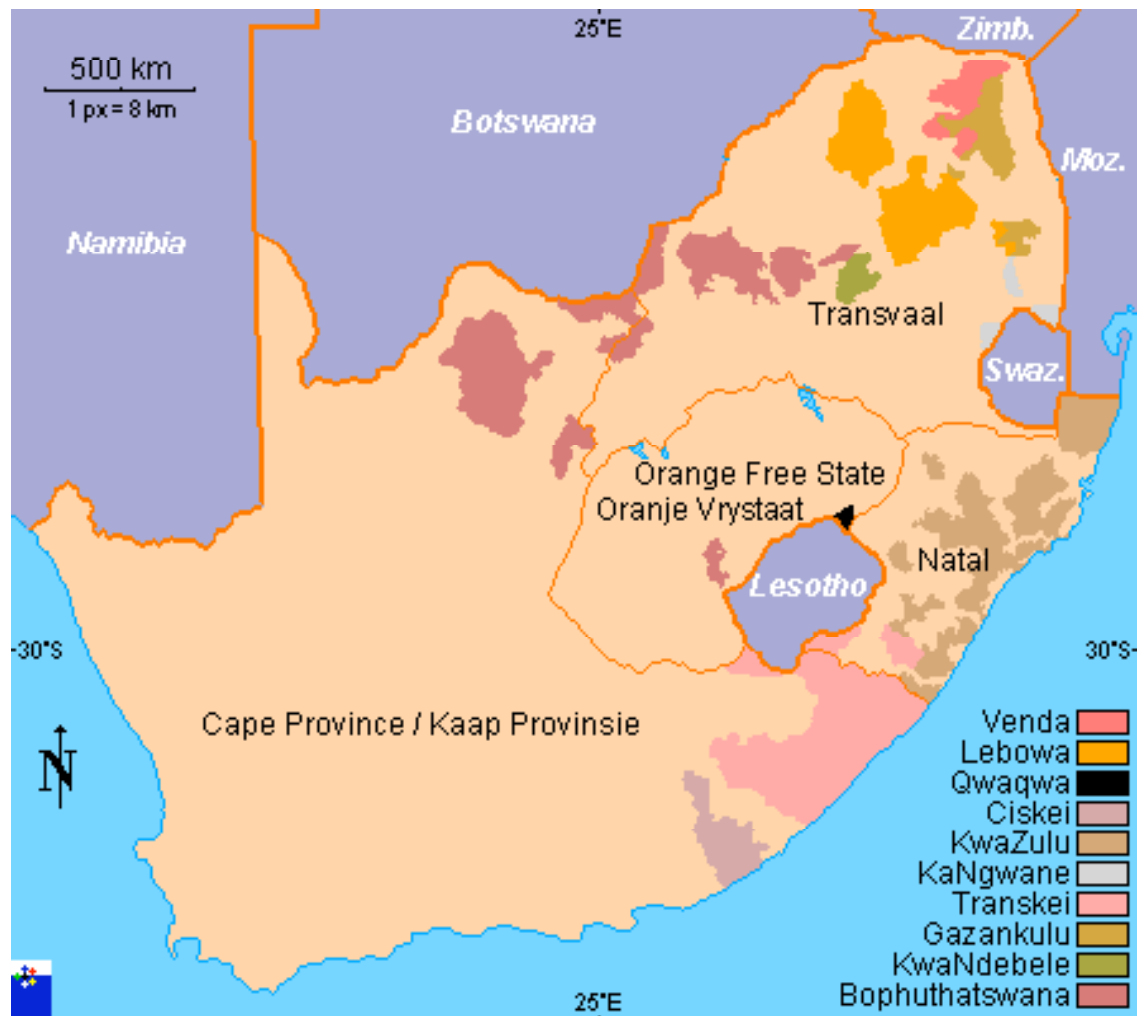 25°E
Zimb.
500 km
1 px = 8 km
Botswana
Moz.
Namibia
Transvaal
Swaz.
Orange Free State
Oranje Vrystaat
Natal
Lesotho
30°S
30°S
Cape Province / Kaap Provinsie
N
Venda
Lebowa
Qwaqwa
Ciskei
KwaZulu
KaNgwane
Transkei
Gazankulu
KwaNdebele
Bophuthatswana
25°E